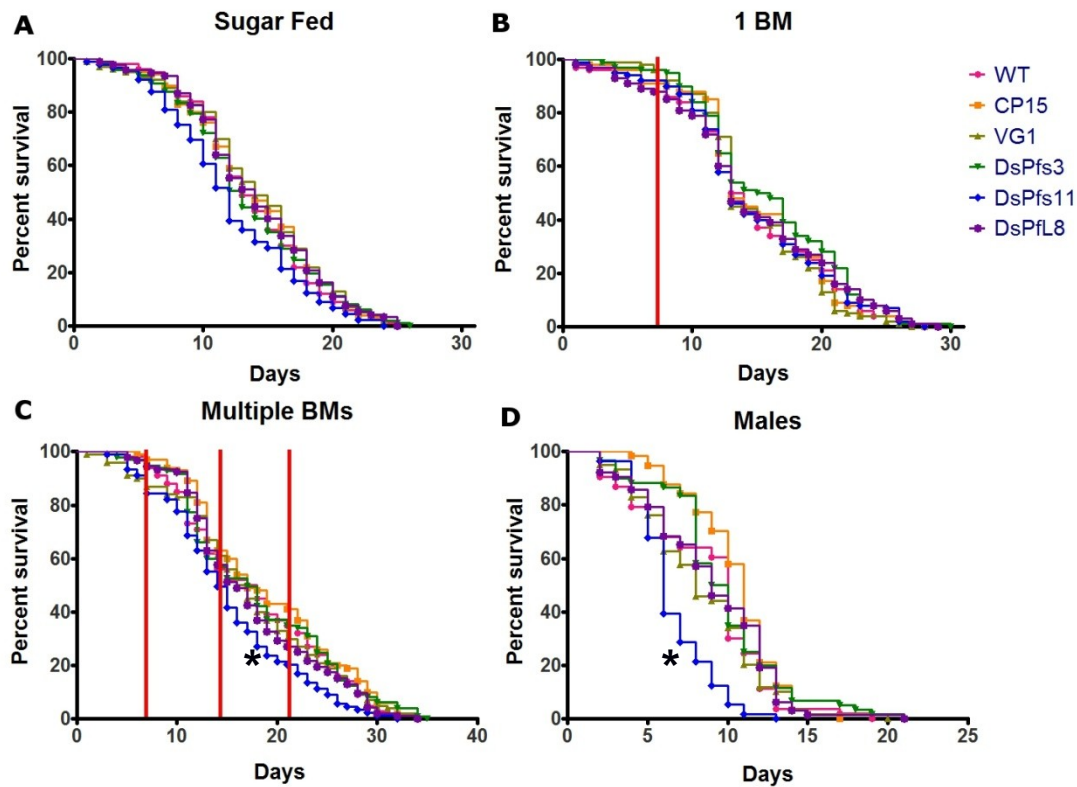 A
Sugar Fed
Percent survival
100
80
60
40
20
0
0 10 20 30
Days
B
1 BM
Percent survival
100
80
60
40
20
0
0 10 20 30
Days
WT
CP15
VG1
DsPfs3
DsPfs11
DsPfL8
C
Multiple BMs
Percent survival
100
80
60
40
20
0
*
0 10 20 30 40
Days
D
Males
Percent survival
100
80
60
40
20
0
*
0 5 10 15 20 25
Days